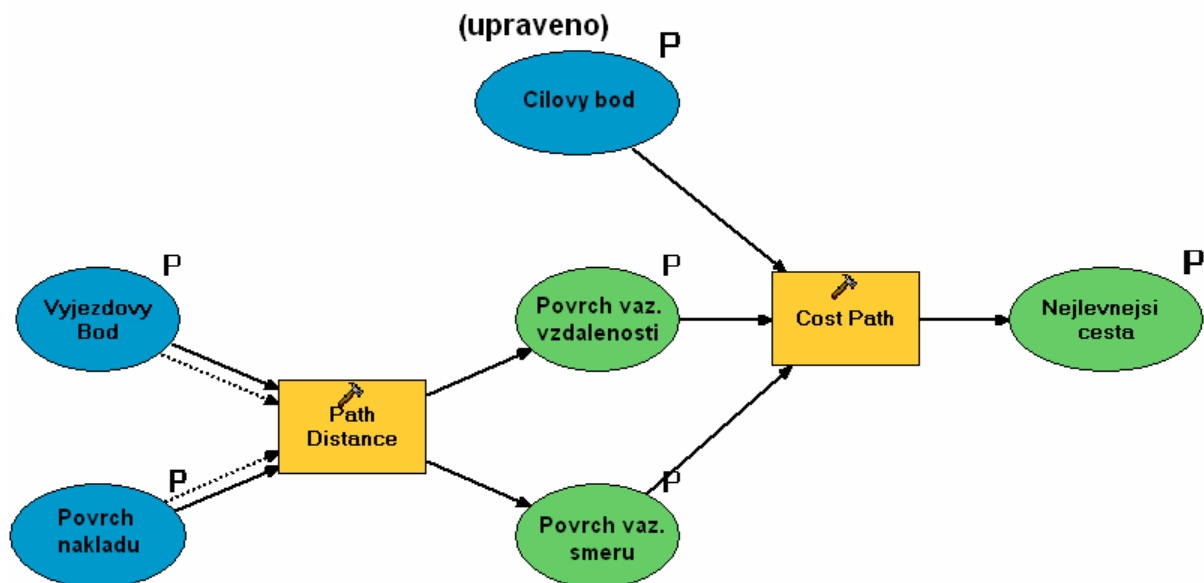 (upraveno)
P
Cilovy bod
P
Vyjezdovy
Bod
P
Povrch vaz.
vzdalenosti
Cost Path
P
Nejlevnejsi
cesta
Path
Distance
P
Povrch
nakladu
P
Povrch vaz.
smeru